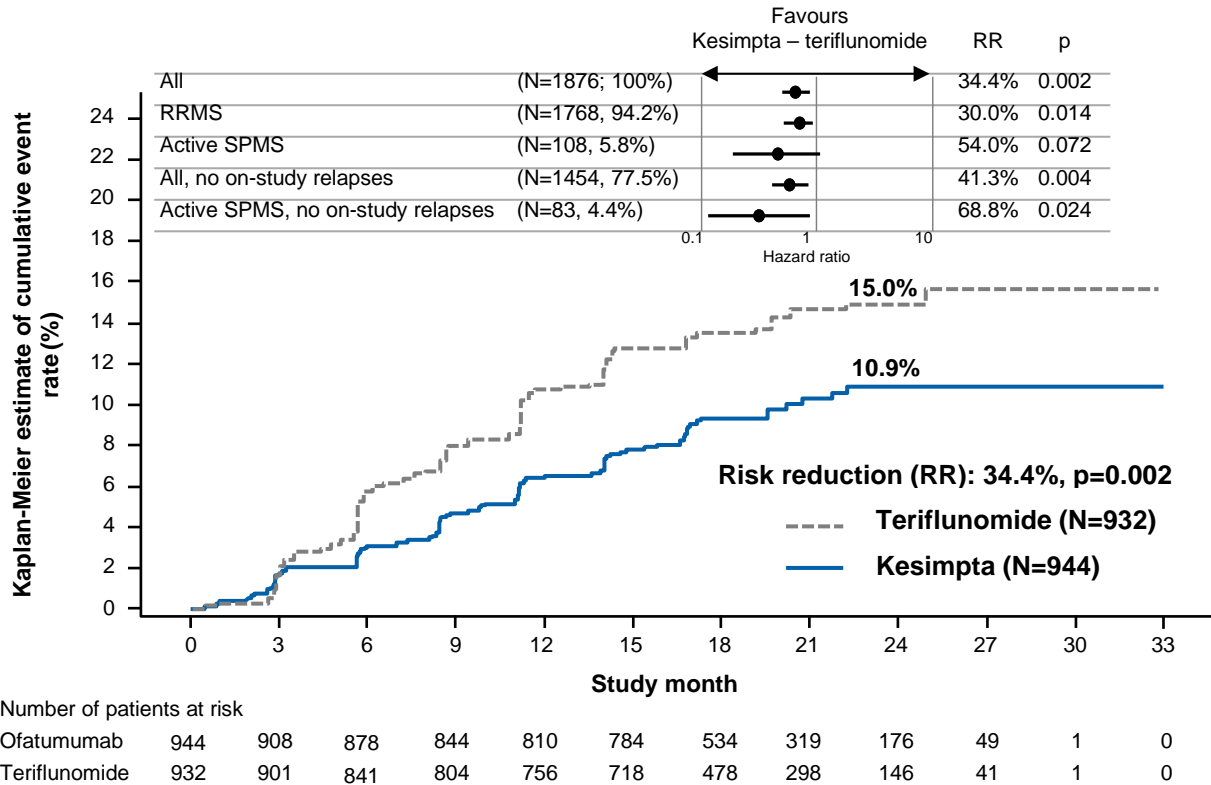 Favours
Kesimpta – teriflunomide RR p
All (N=1876; 100%) 34.4% 0.002
RRMS (N=1768, 94.2%) 30.0% 0.014
Active SPMS (N=108, 5.8%) 54.0% 0.072
All, no on-study relapses (N=1454, 77.5%) 41.3% 0.004
Active SPMS, no on-study relapses (N=83, 4.4%) 68.8% 0.024
0.1 1 10
Hazard ratio
Kaplan-Meier estimate of cumulative event
rate (%)
24
22
20
18
16
14
12
10
8
6
4
2
0
15.0%
10.9%
Risk reduction (RR): 34.4%, p=0.002
Teriflunomide (N=932)
Kesimpta (N=944)
0 3 6 9 12 15 18 21 24 27 30 33
Study month
Number of patients at risk
Ofatumumab 944 908 878 844 810 784 534 319 176 49 1 0
Teriflunomide 932 901 841 804 756 718 478 298 146 41 1 0